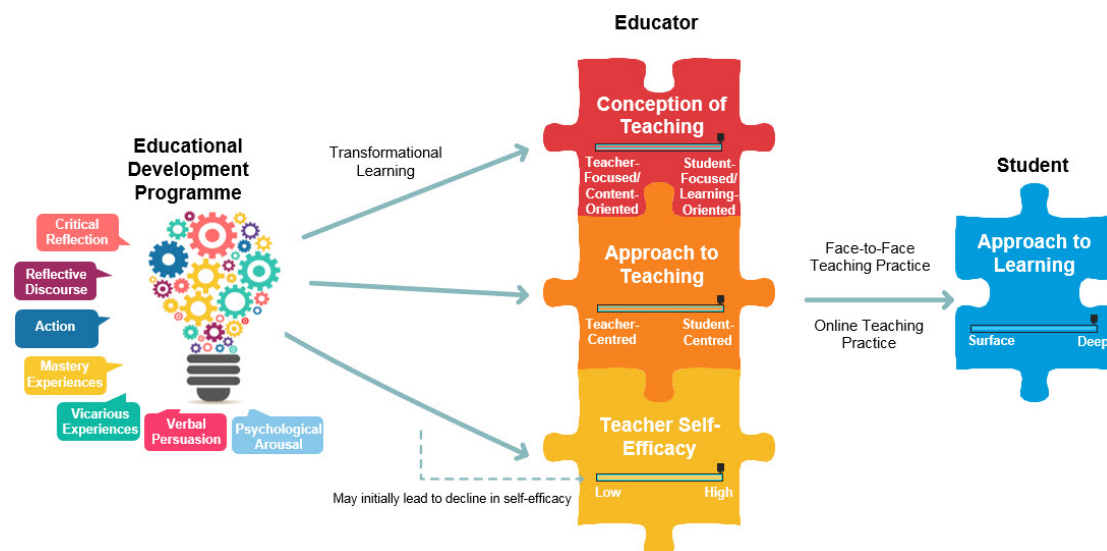 Educational
Development
Programme
Critical
Reflection
Reflective
Discourse
Action
Mastery
Experiences
Vicarious
Experiences
Verbal
Persuasion
Psychological
Arousal
Transformational
Learning
May initially lead to decline in self-efficacy
Educator
Conception of
Teaching
Teacher-
Focused/
Content-
Oriented
Student-
Focused/
Learning-
Oriented
Approach to
Teaching
Teacher-
Centred
Student-
Centred
Teacher Self-
Efficacy
Low
High
Face-to-Face
Teaching Practice
Online Teaching
Practice
Student
Approach to
Learning
Surface
Deep